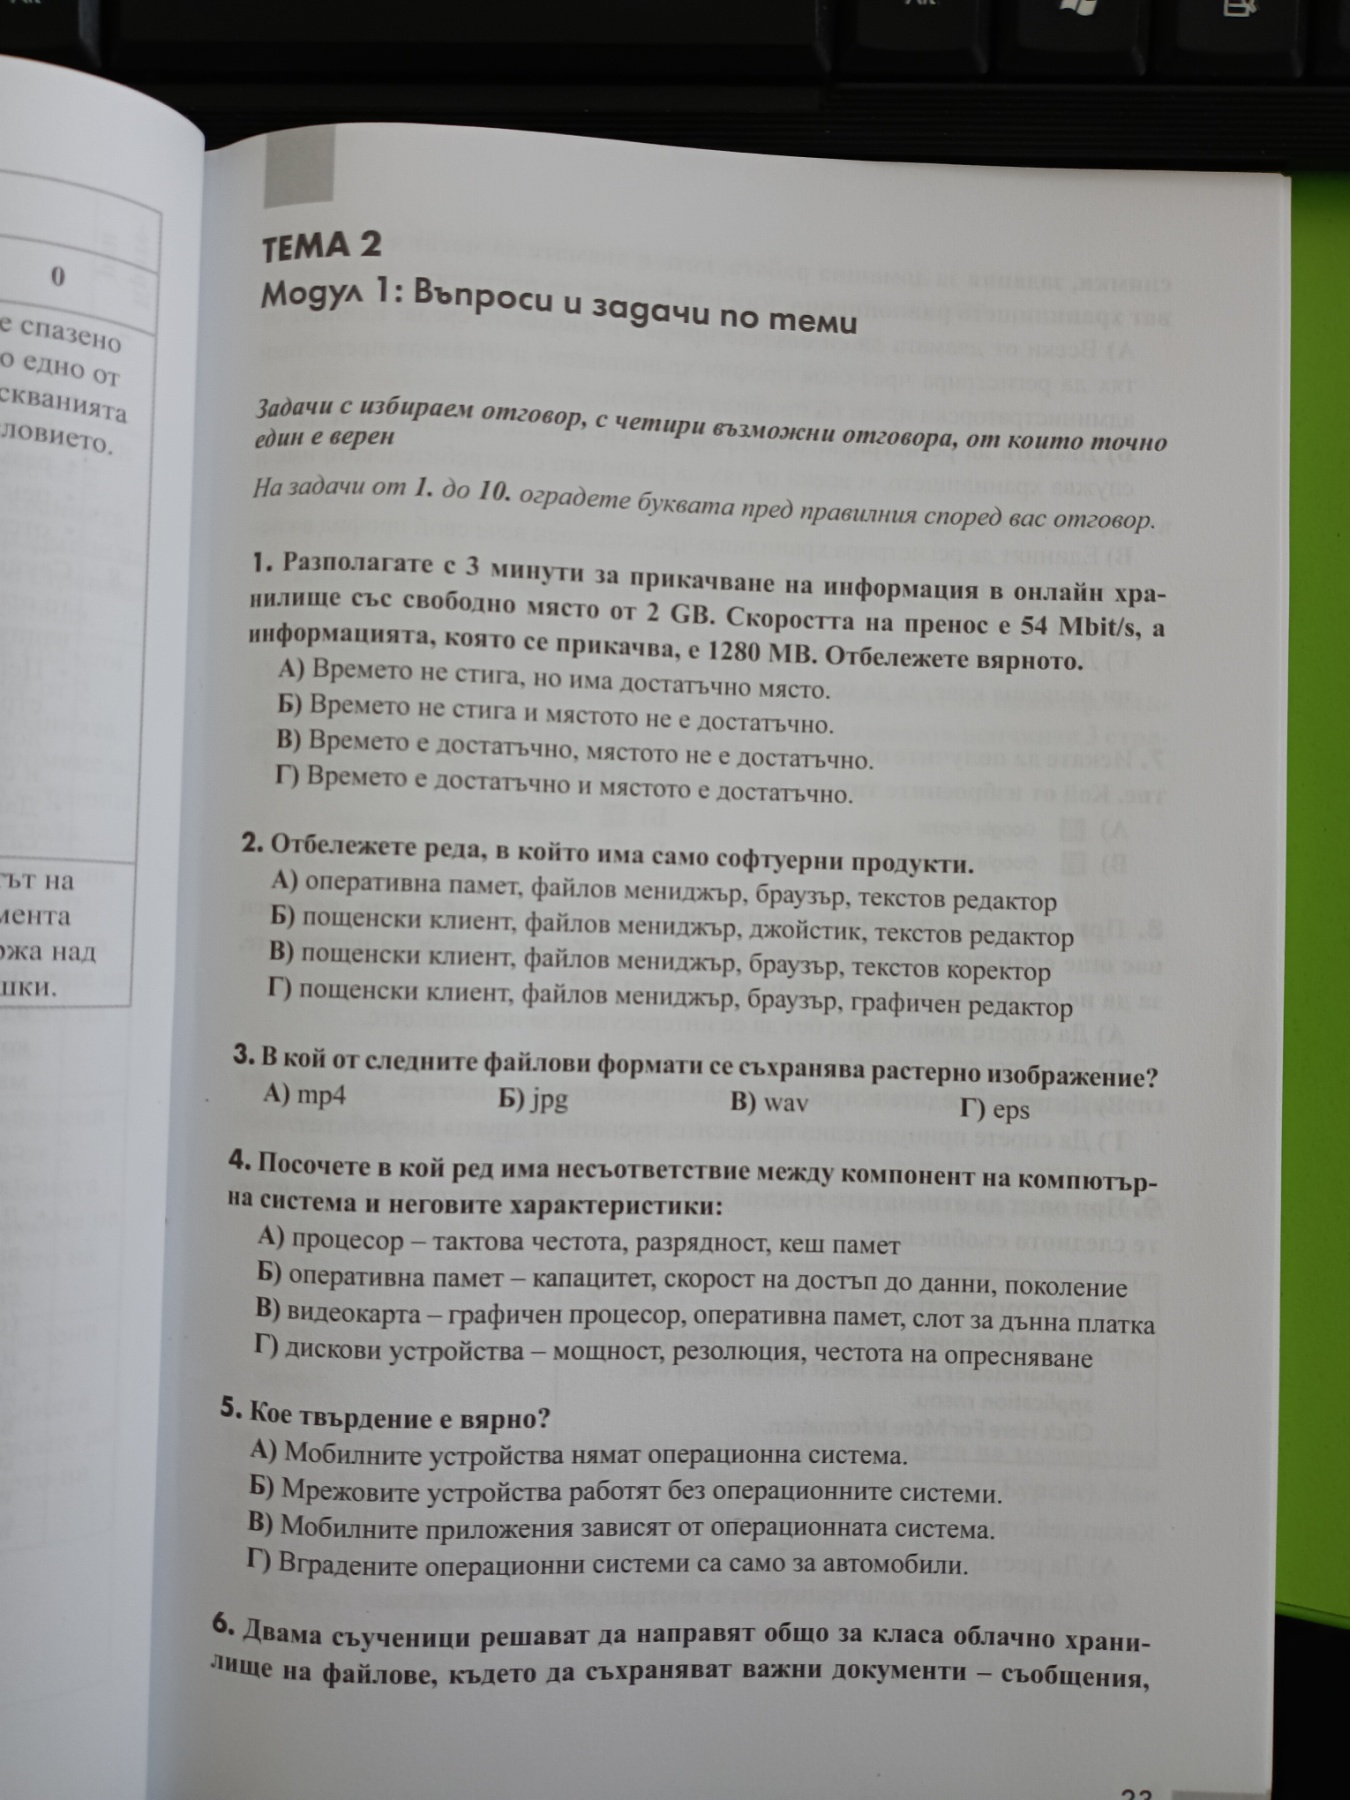 0
е спазено
о едно от
скванията
ловието.
ът на
мента
ржа над
шки.
ТЕМА 2
Модул 1: Въпроси и задачи по теми
Задачи с избираем отговор, с четири възможни отговора, от които точно
един е верен
На задачи от 1. до 10. оградете буквата пред правилния според вас отговор.
1. Разполагате с 3 минути за прикачване на информация в онлайн хра-
нилище със свободно място от 2 GB. Скоростта на пренос е 54 Mbit/s, а
информацията, която се прикачва, е 1280 MB. Отбележете вярното.
А) Времето не стига, но има достатъчно място.
Б) Времето не стига и мястото не е достатъчно.
В) Времето е достатъчно, мястото не е достатъчно.
Г) Времето е достатъчно и мястото е достатъчно.
2. Отбележете реда, в който има само софтуерни продукти.
А) оперативна памет, файлов мениджър, браузър, текстов редактор
Б) пощенски клиент, файлов мениджър, джойстик, текстов редактор
В) пощенски клиент, файлов мениджър, браузър, текстов коректор
Г) пощенски клиент, файлов мениджър, браузър, графичен редактор
3. В кой от следните файлови формати се съхранява растерно изображение?
А) mp4 Б) jpg В) wav Г) eps
4. Посочете в кой ред има несъответствие между компонент на компютър-
на система и неговите характеристики:
А) процесор – тактова честота, разрядност, кеш памет
Б) оперативна памет – капацитет, скорост на достъп до данни, поколение
В) видеокарта – графичен процесор, оперативна памет, слот за дънна платка
Г) дискови устройства – мощност, резолюция, честота на опресняване
5. Кое твърдение е вярно?
А) Мобилните устройства нямат операционна система.
Б) Мрежовите устройства работят без операционните системи.
В) Мобилните приложения зависят от операционната система.
Г) Вградените операционни системи са само за автомобили.
6. Двама съученици решават да направят общо за класа облачно храни-
лище на файлове, където да съхраняват важни документи – съобщения,